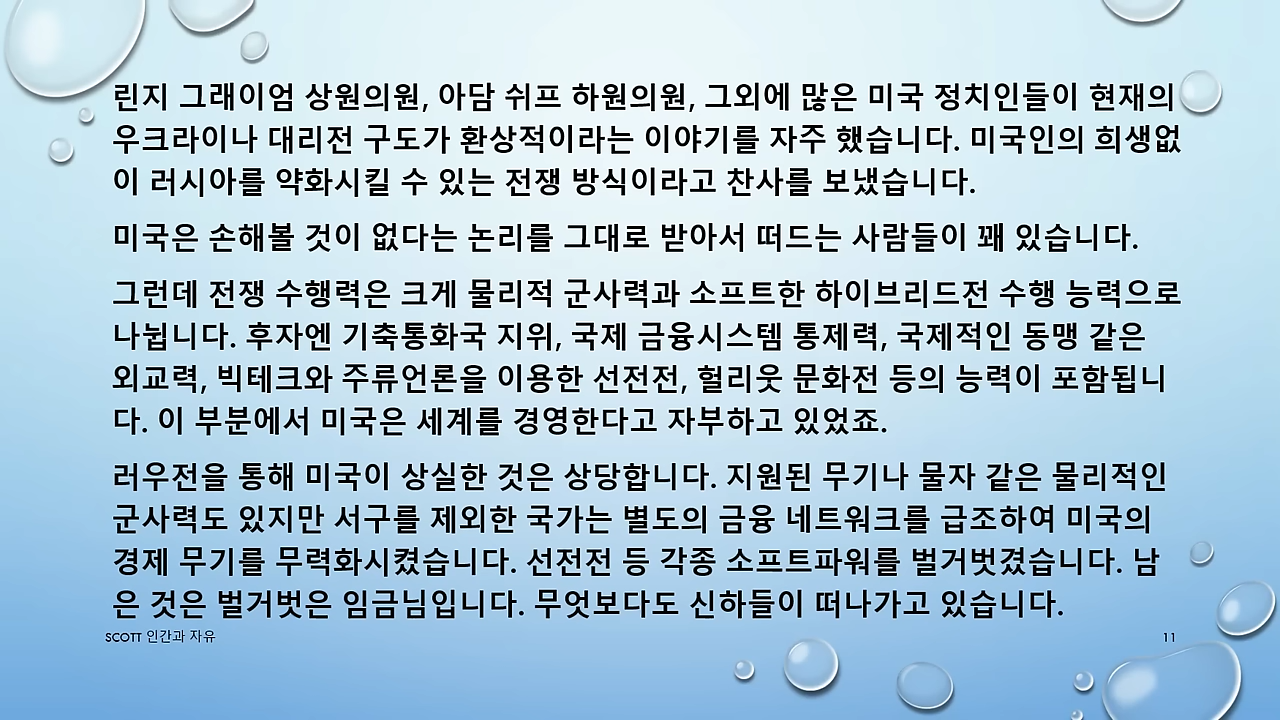 린지 그래이엄 상원의원, 아담 쉬프 하원의원, 그외에 많은 미국 정치인들이 현재의
우크라이나 대리전 구도가 환상적이라는 이야기를 자주 했습니다. 미국인의 희생없
이 러시아를 약화시킬 수 있는 전쟁 방식이라고 찬사를 보냈습니다.
미국은 손해볼 것이 없다는 논리를 그대로 받아서 떠드는 사람들이 꽤 있습니다.
그런데 전쟁 수행력은 크게 물리적 군사력과 소프트한 하이브리드전 수행 능력으로
나뉩니다. 후자엔 기축통화국 지위, 국제 금융시스템 통제력, 국제적인 동맹 같은
외교력, 빅테크와 주류언론을 이용한 선전전, 헐리웃 문화전 등의 능력이 포함됩니
다. 이 부분에서 미국은 세계를 경영한다고 자부하고 있었죠.
러우전을 통해 미국이 상실한 것은 상당합니다. 지원된 무기나 물자 같은 물리적인
군사력도 있지만 서구를 제외한 국가는 별도의 금융 네트워크를 급조하여 미국의
경제 무기를 무력화시켰습니다. 선전전 등 각종 소프트파워를 벌거벗겼습니다. 남
은 것은 벌거벗은 임금님입니다. 무엇보다도 신하들이 떠나가고 있습니다.
SCOTT 인간과 자유
11